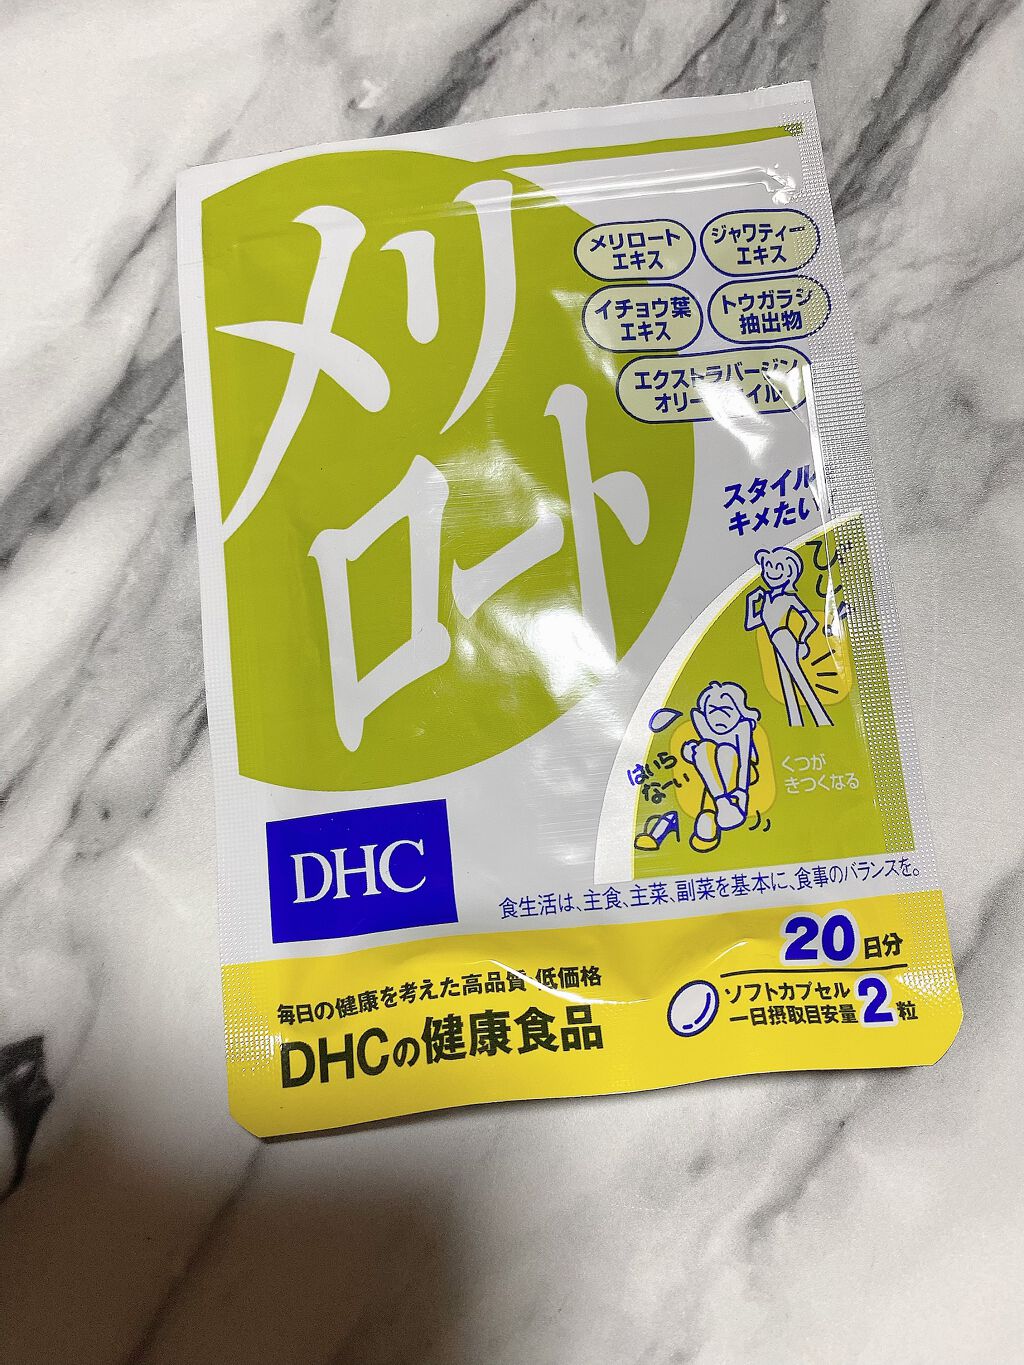 メリ
ロート
メリロート
エキス
ジャワティー
エキス
イチョウ葉
エキス
トウガラシ
抽出物
エクストラバージン
オリーブオイル
スタイル
キメたい
はいら
なーい
くつが
きつくなる
DHC
食生活は、主食、主菜、副菜を基本に、食事のバランスを。
20日分
毎日の健康を考えた高品質・低価格
DHCの健康食品
ソフトカプセル
一日摂取目安量2粒